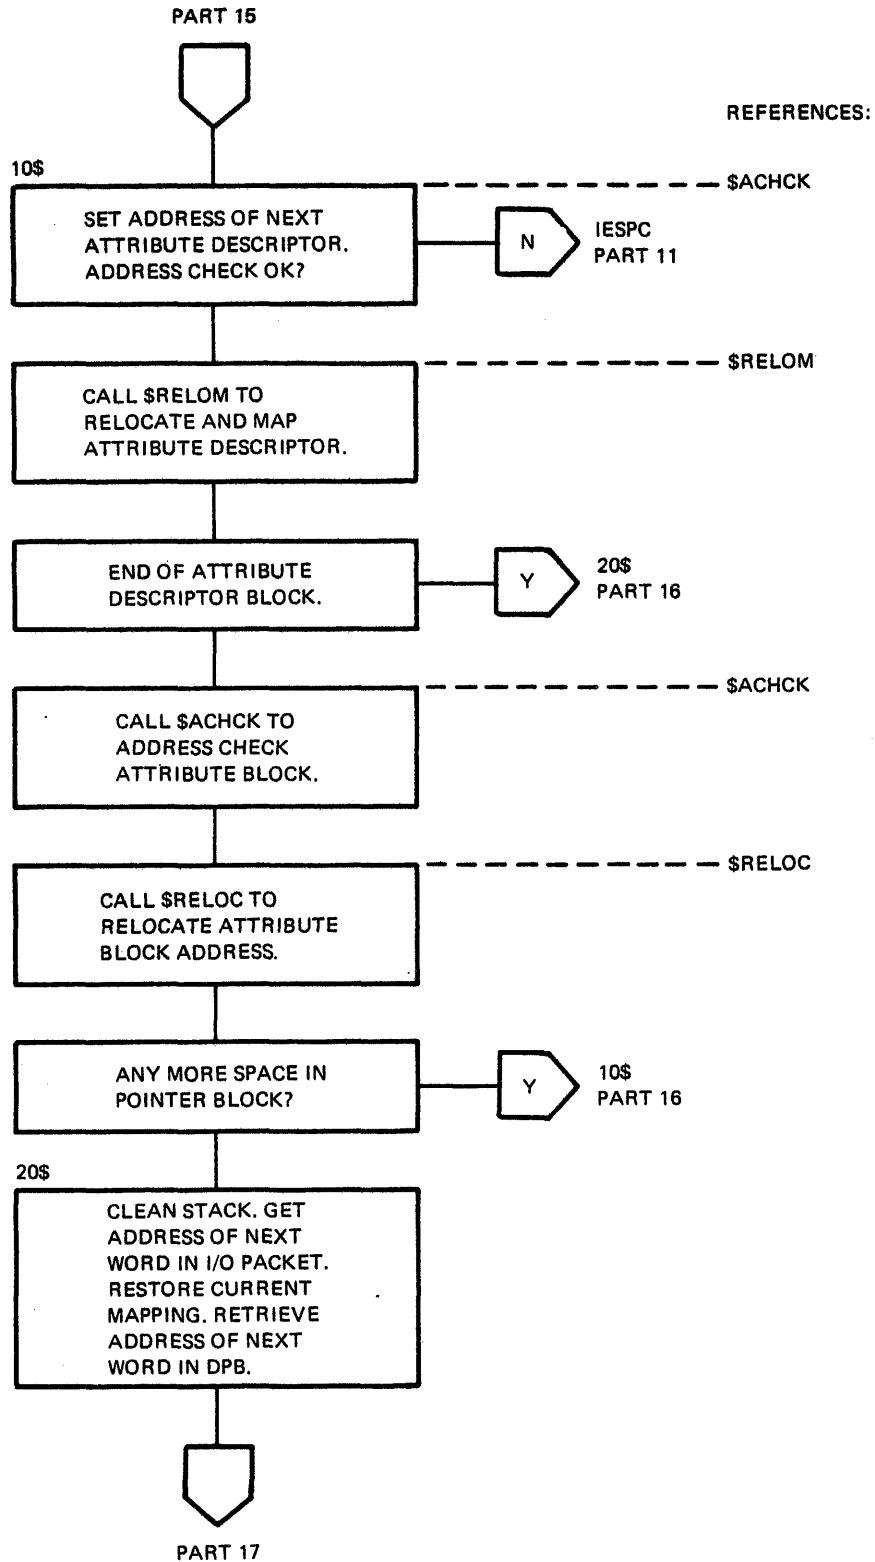 PART 15
REFERENCES:
10$
$ACHCK
SET ADDRESS OF NEXT
ATTRIBUTE DESCRIPTOR.
ADDRESS CHECK OK?
N
IESPC
PART 11
$RELOM
CALL $RELOM TO
RELOCATE AND MAP
ATTRIBUTE DESCRIPTOR.
END OF ATTRIBUTE
DESCRIPTOR BLOCK.
Y
20$
PART 16
$ACHCK
CALL $ACHCK TO
ADDRESS CHECK
ATTRIBUTE BLOCK.
$RELOC
CALL $RELOC TO
RELOCATE ATTRIBUTE
BLOCK ADDRESS.
ANY MORE SPACE IN
POINTER BLOCK?
Y
10$
PART 16
20$
CLEAN STACK. GET
ADDRESS OF NEXT
WORD IN I/O PACKET.
RESTORE CURRENT
MAPPING. RETRIEVE
ADDRESS OF NEXT
WORD IN DPB.
PART 17